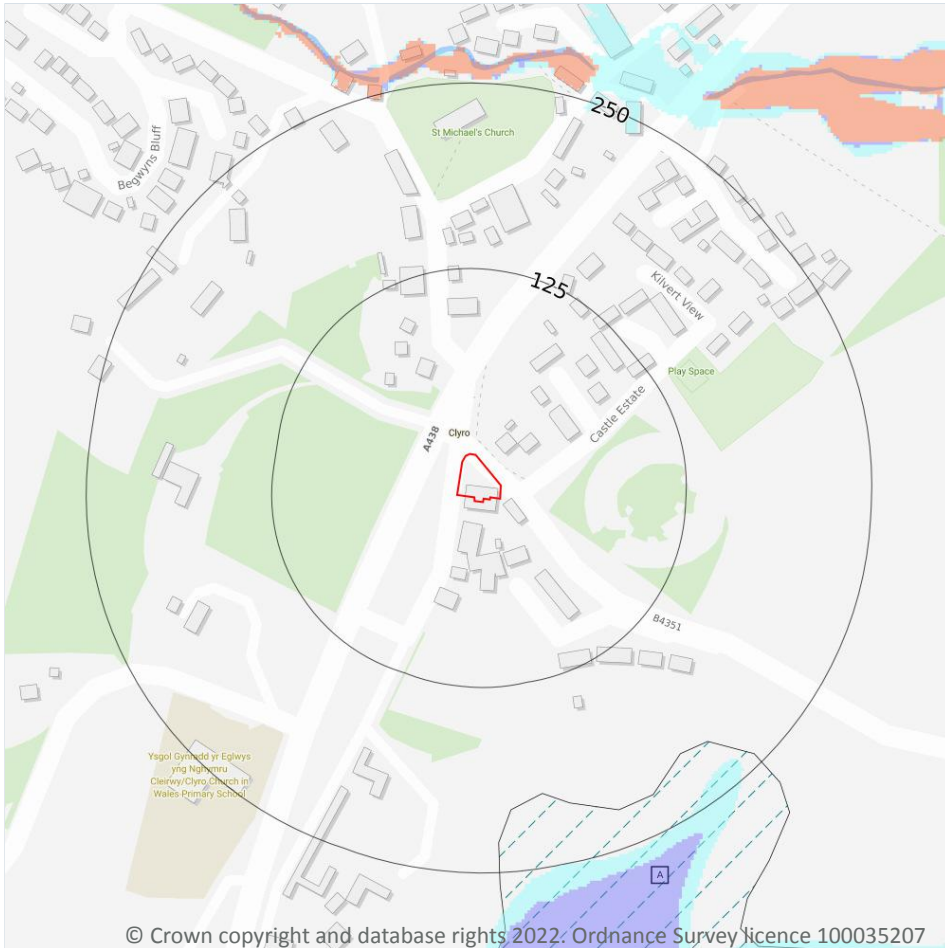 250
St Michael's Church
Begwyns Bluff
125
Kilvert View
Play Space
Castle Estate
A438
Clyro
B4351
Ysgol Gynradd yr Eglwys
yng Nghymru
Cleirwy/Clyro Church in
Wales Primary School
A
© Crown copyright and database rights 2022. Ordnance Survey licence 100035207